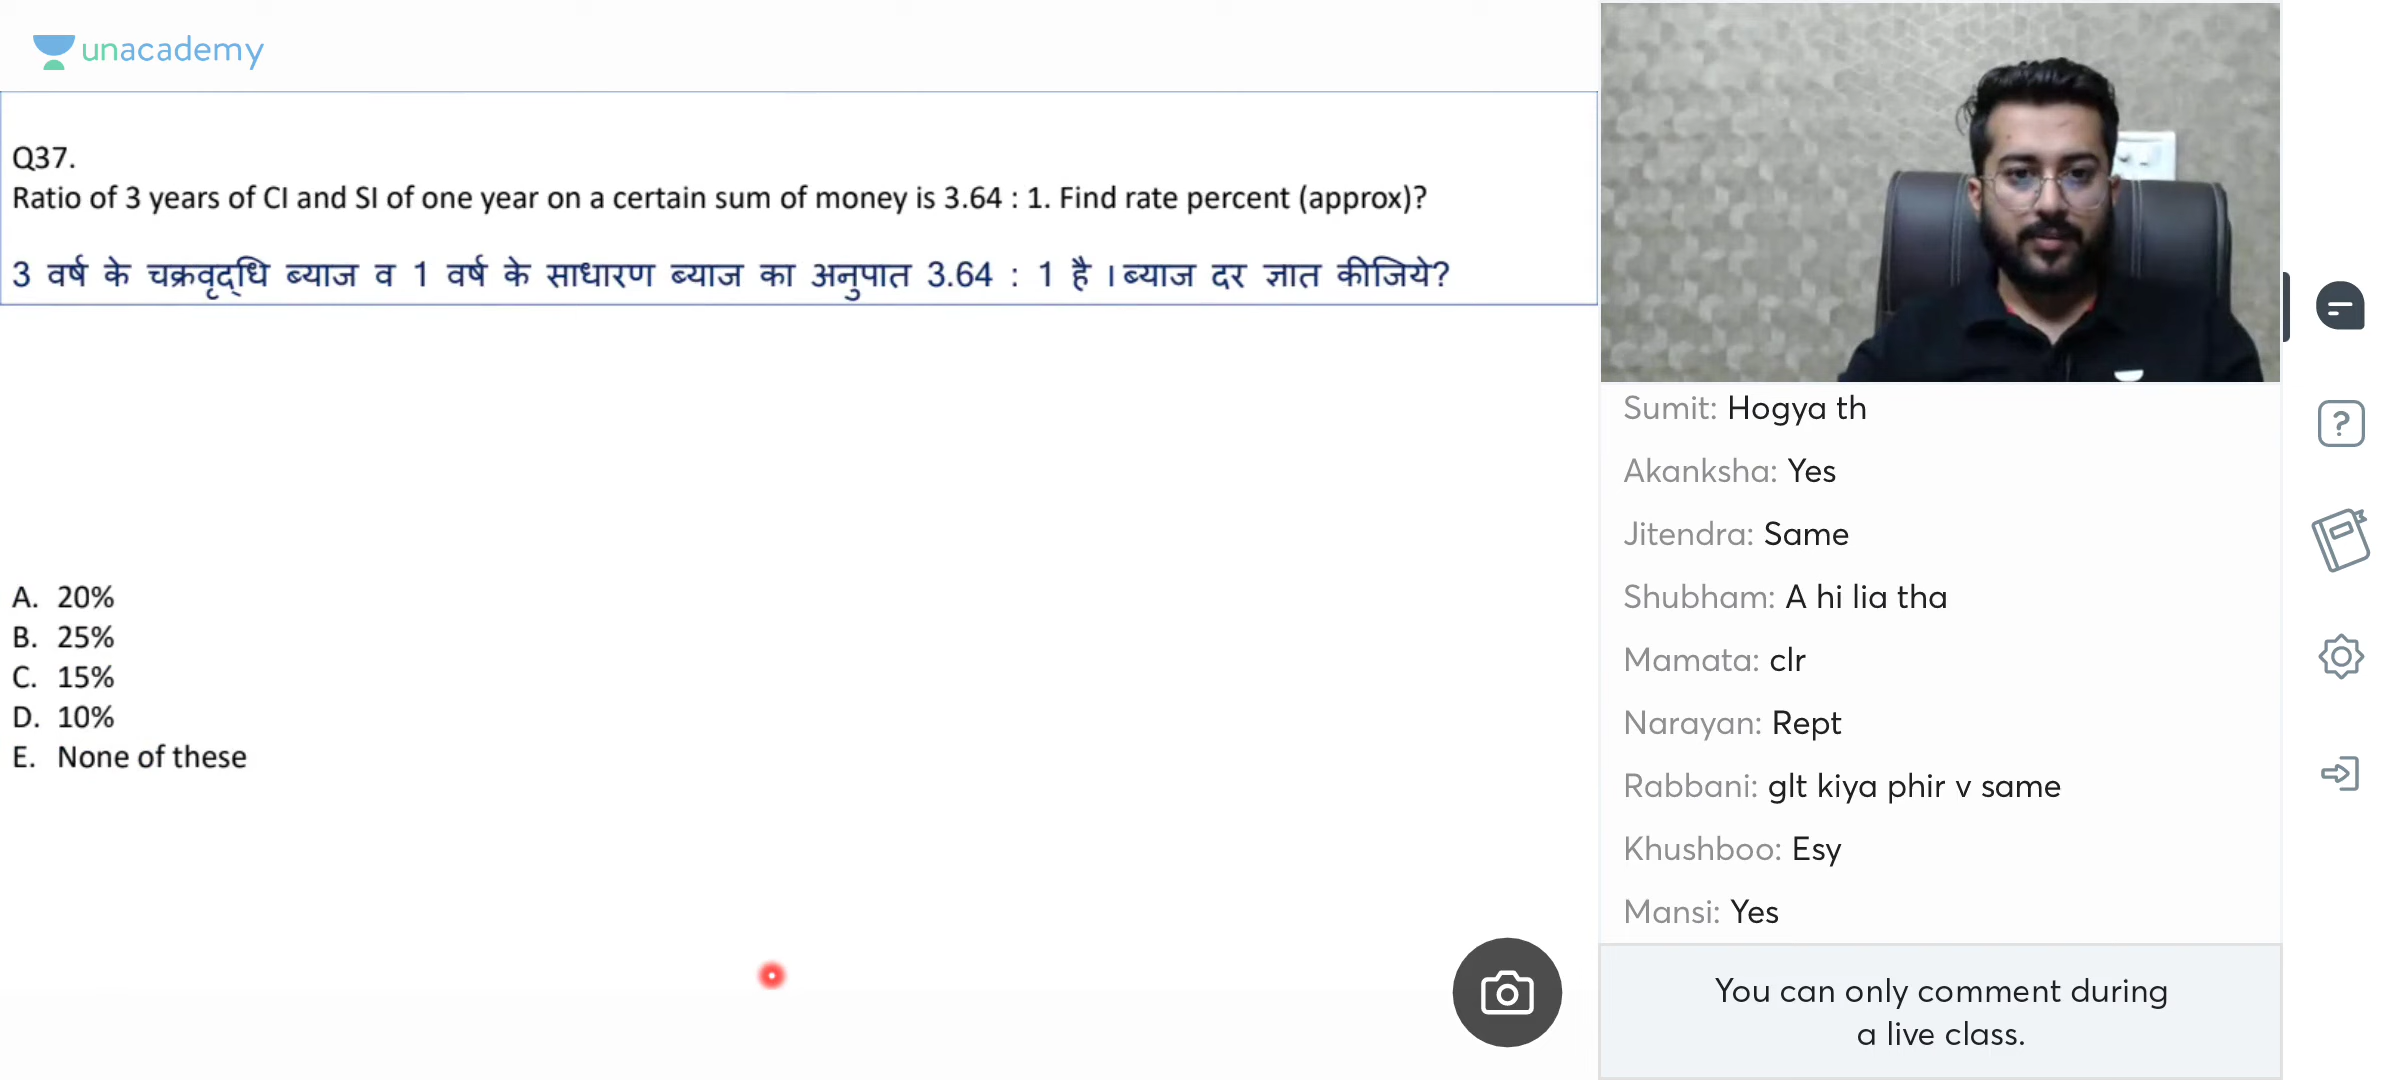 unacademy
Q37.
Ratio of 3 years of CI and SI of one year on a certain sum of money is 3.64 : 1. Find rate percent (approx)?
3 वर्ष के चक्रवृद्धि ब्याज व 1 वर्ष के साधारण ब्याज का अनुपात 3.64 : 1 है । ब्याज दर ज्ञात कीजिये?
A. 20%
B. 25%
C. 15%
D. 10%
E. None of these
Sumit: Hogya th
Akanksha: Yes
Jitendra: Same
Shubham: A hi lia tha
Mamata: clr
Narayan: Rept
Rabbani: glt kiya phir v same
Khushboo: Esy
Mansi: Yes
You can only comment during
a live class.
?